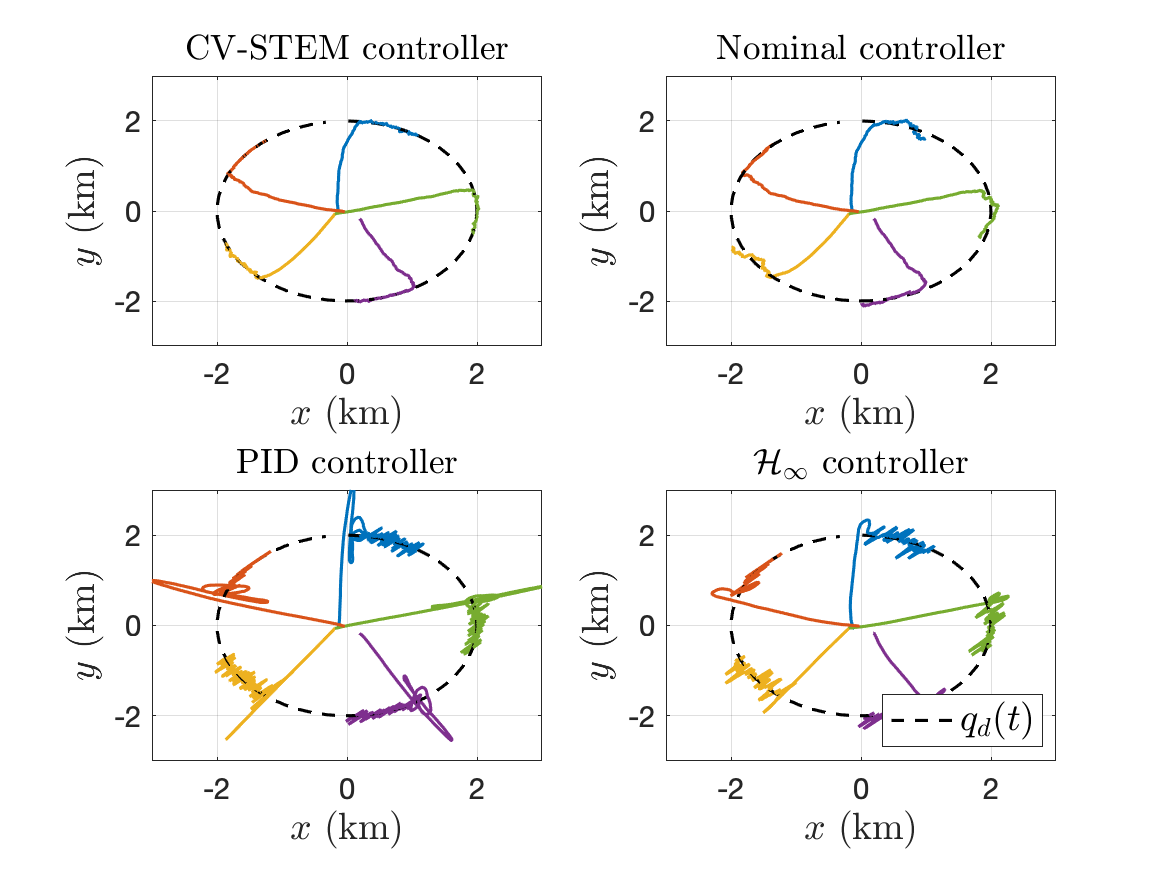 CV-STEM controller
Nominal controller
2
0
-2
y (km)
-2 0 2
x (km)
2
0
-2
y (km)
-2 0 2
x (km)
PID controller
ℋ∞ controller
2
0
-2
y (km)
-2 0 2
x (km)
2
0
-2
y (km)
-2 0 2
x (km)
q_d(t)